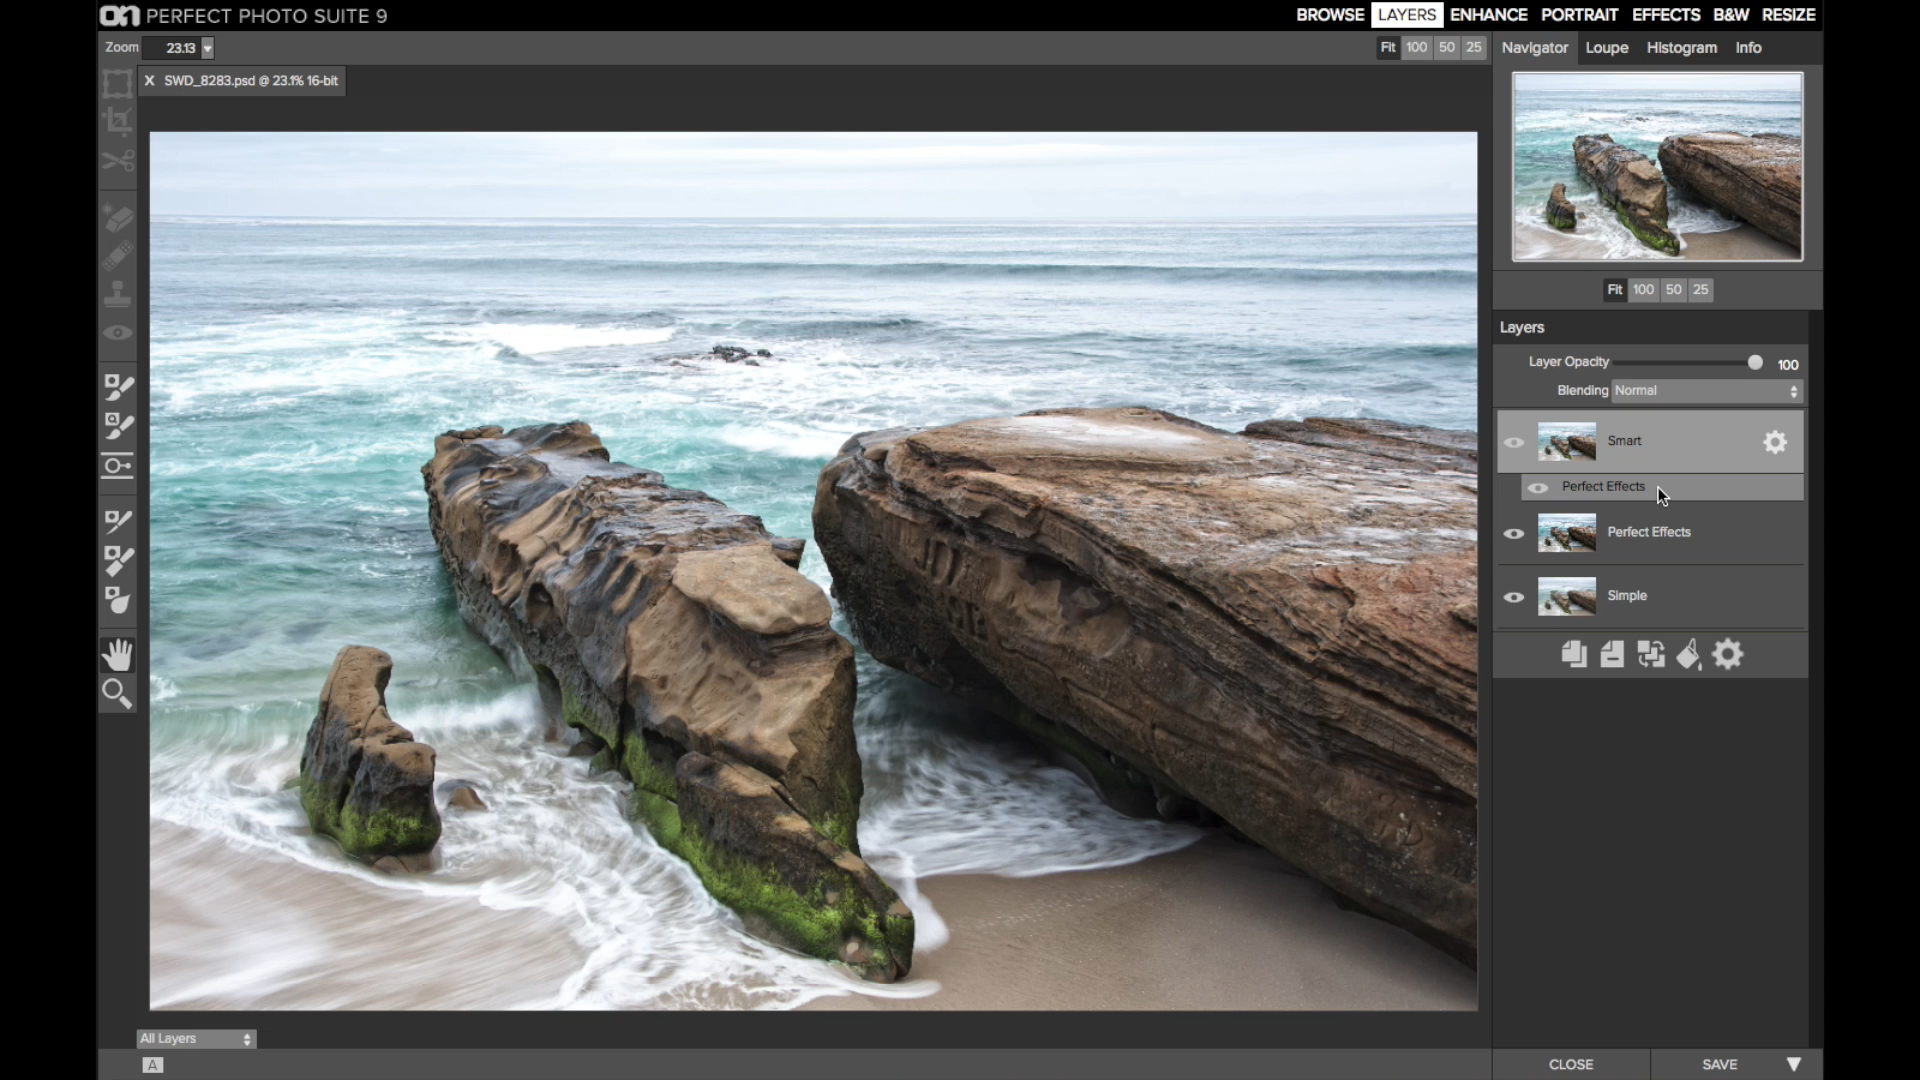 on PERFECT PHOTO SUITE 9
BROWSE LAYERS ENHANCE PORTRAIT EFFECTS B&W RESIZE
Zoom 23.13
Fit 100 50 25
Navigator Loupe Histogram Info
X SWD_8283.psd @ 23.1% 16-bit
Fit 100 50 25
Layers
Layer Opacity 100
Blending Normal
Smart
Perfect Effects
Perfect Effects
Simple
All Layers
A
CLOSE SAVE